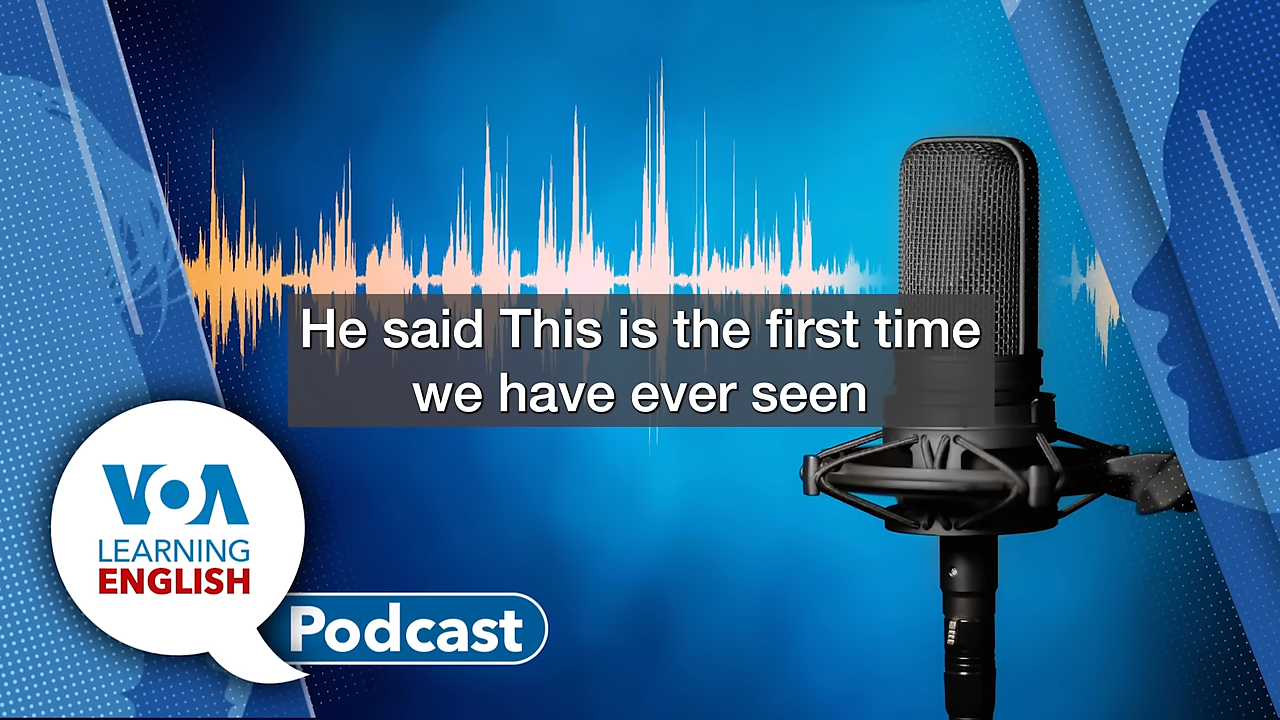 He said This is the first time
we have ever seen
VOA
LEARNING
ENGLISH
Podcast